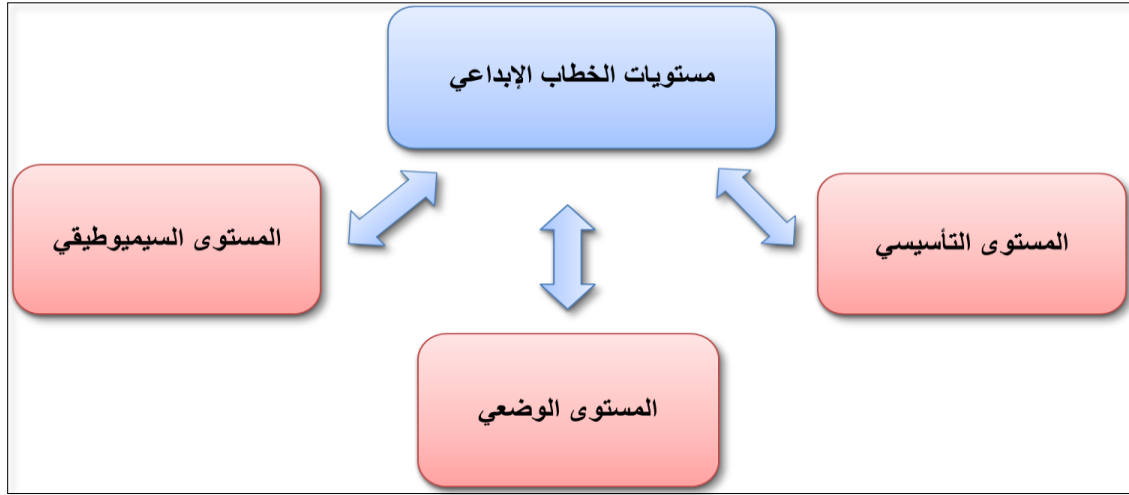 مستويات الخطاب الإبداعي
المستوى التأسيسي
المستوى السيميوطيقي
المستوى الوضعي